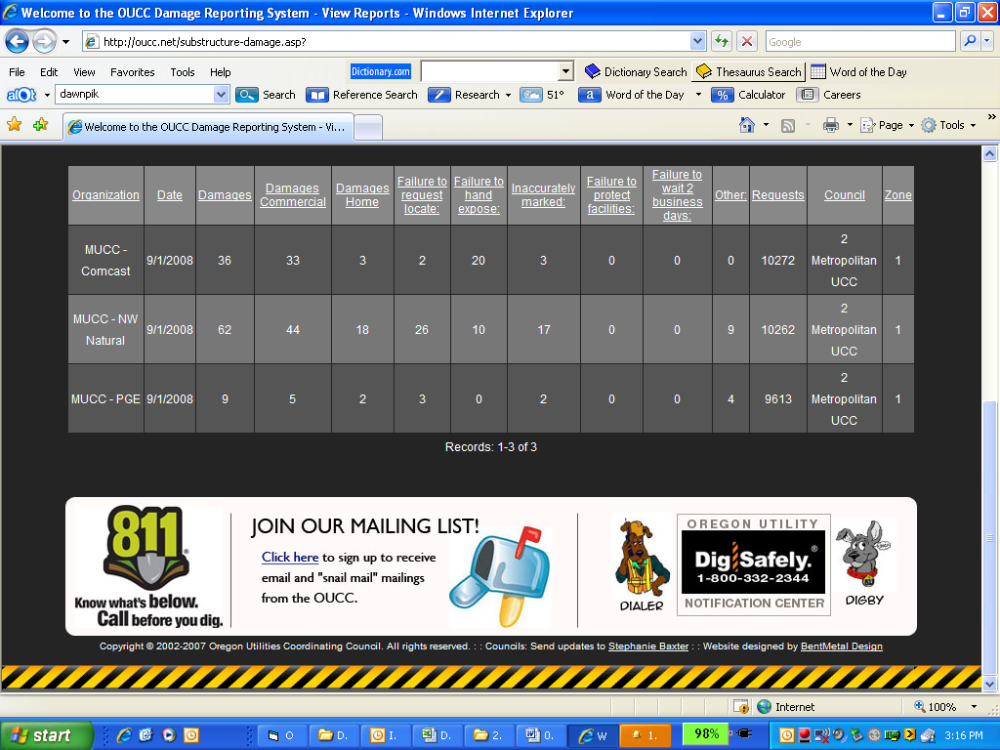 Welcome to the OUCC Damage Reporting System - View Reports - Windows Internet Explorer
http://oucc.net/substructure-damage.asp?
Google
File Edit View Favorites Tools Help
Dictionary.com Dictionary Search Thesaurus Search Word of the Day
dawnpik Search Reference Search Research 51° Word of the Day Calculator Careers
Welcome to the OUCC Damage Reporting System - Vi... Page Tools »
Organization Date Damages Damages Commercial Damages Home Failure to request locate: Failure to hand expose: Inaccurately marked: Failure to protect facilities: Failure to wait 2 business days: Other: Requests Council Zone
MUCC - Comcast 9/1/2008 36 33 3 2 20 3 0 0 0 10272 2 Metropolitan UCC 1
MUCC - NW Natural 9/1/2008 62 44 18 26 10 17 0 0 9 10262 2 Metropolitan UCC 1
MUCC - PGE 9/1/2008 9 5 2 3 0 2 0 0 4 9613 2 Metropolitan UCC 1
Records: 1-3 of 3
811
Know what's below.
Call before you dig.
JOIN OUR MAILING LIST!
Click here to sign up to receive
email and "snail mail" mailings
from the OUCC.
DIALER
OREGON UTILITY
Dig Safely.®
1-800-332-2344
NOTIFICATION CENTER
DIGBY
Copyright © 2002-2007 Oregon Utilities Coordinating Council. All rights reserved. : : Councils: Send updates to Stephanie Baxter : : Website designed by BentMetal Design
Internet 100%
start O D. I. D. 2. 0. W 1. 98% 3:16 PM